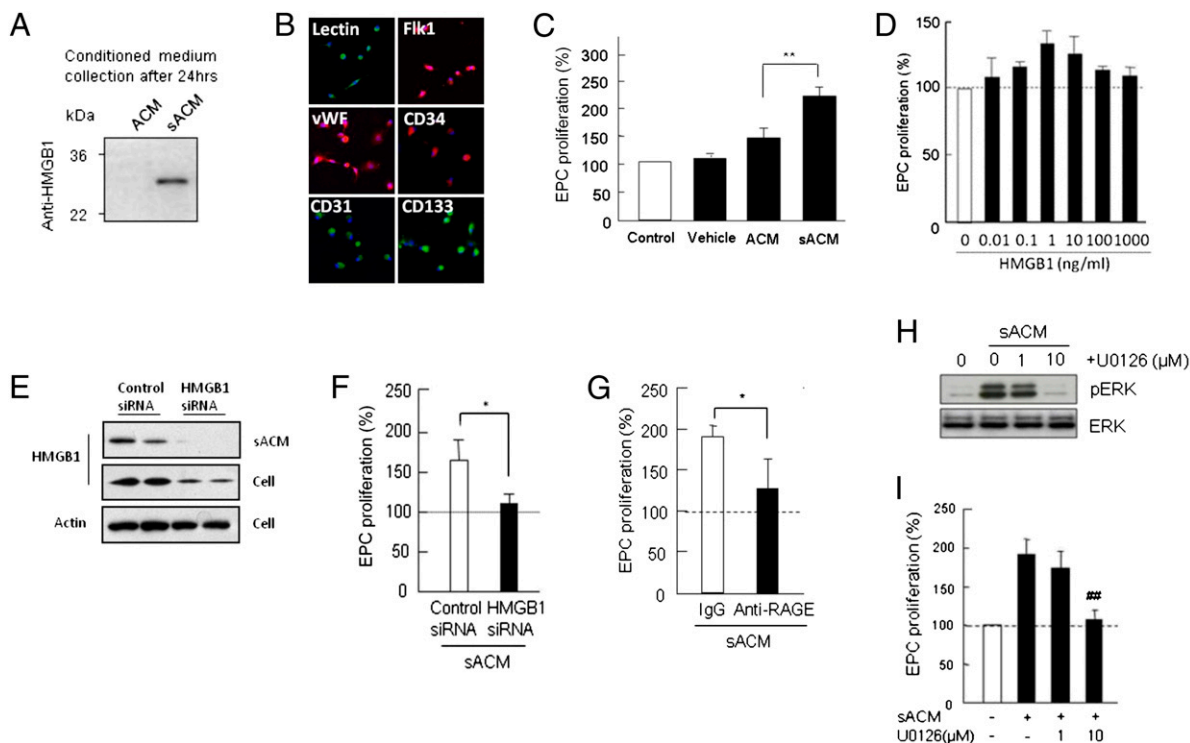 A
Conditioned medium
collection after 24hrs
kDa
ACM
sACM
36
22
Anti-HMGB1
B
Lectin
Flk1
vWF
CD34
CD31
CD133
C
EPC proliferation (%)
300
250
200
150
100
50
0
**
Control
Vehicle
ACM
sACM
D
EPC proliferation (%)
150
100
50
0
0 0.01 0.1 1 10 100 1000
HMGB1 (ng/ml)
E
Control
siRNA
HMGB1
siRNA
HMGB1
sACM
Cell
Actin
Cell
F
EPC proliferation (%)
200
150
100
50
0
*
Control
siRNA
HMGB1
siRNA
sACM
G
EPC proliferation (%)
200
150
100
50
0
*
IgG
Anti-RAGE
sACM
H
sACM
0 0 1 10 +U0126 (µM)
pERK
ERK
I
EPC proliferation (%)
200
150
100
50
0
##
sACM - + + +
U0126(µM) - - 1 10